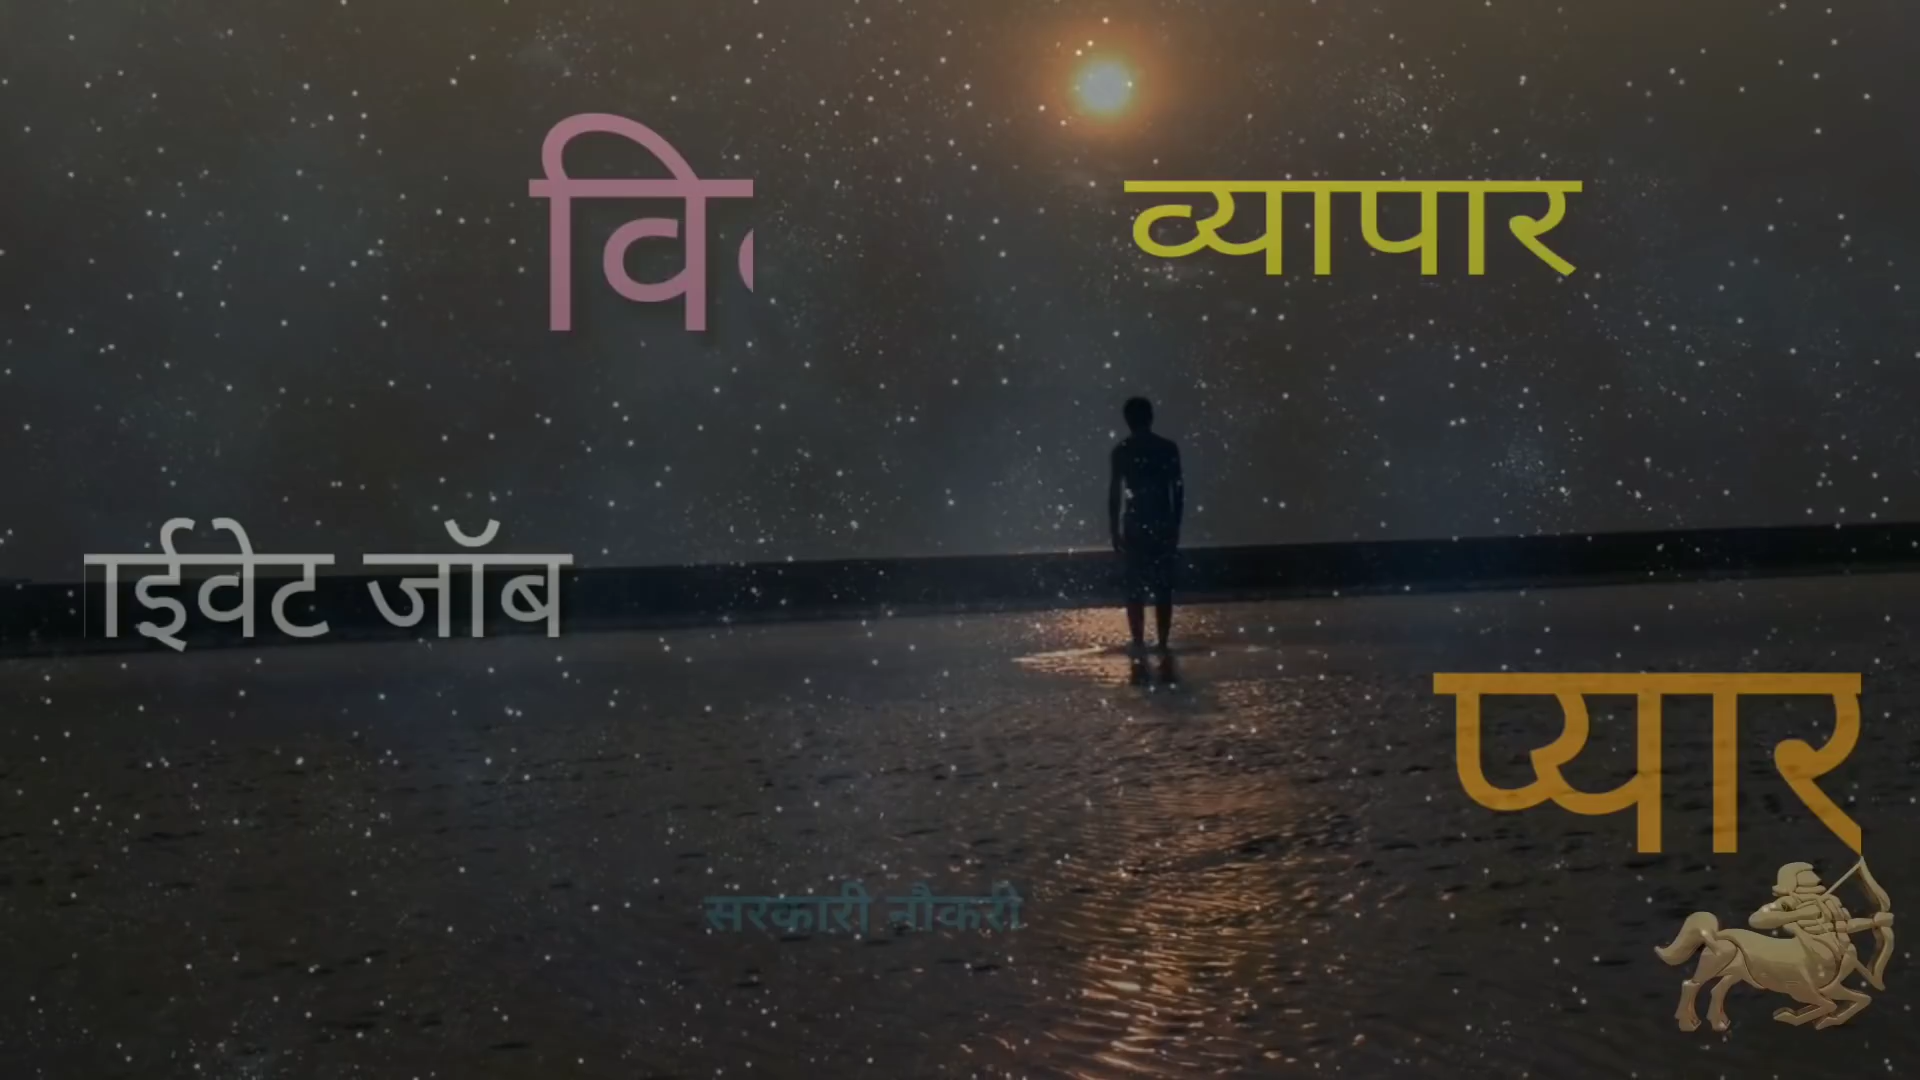 व्यापार
ाईवेट जॉब
प्यार
सरकारी नौकरी